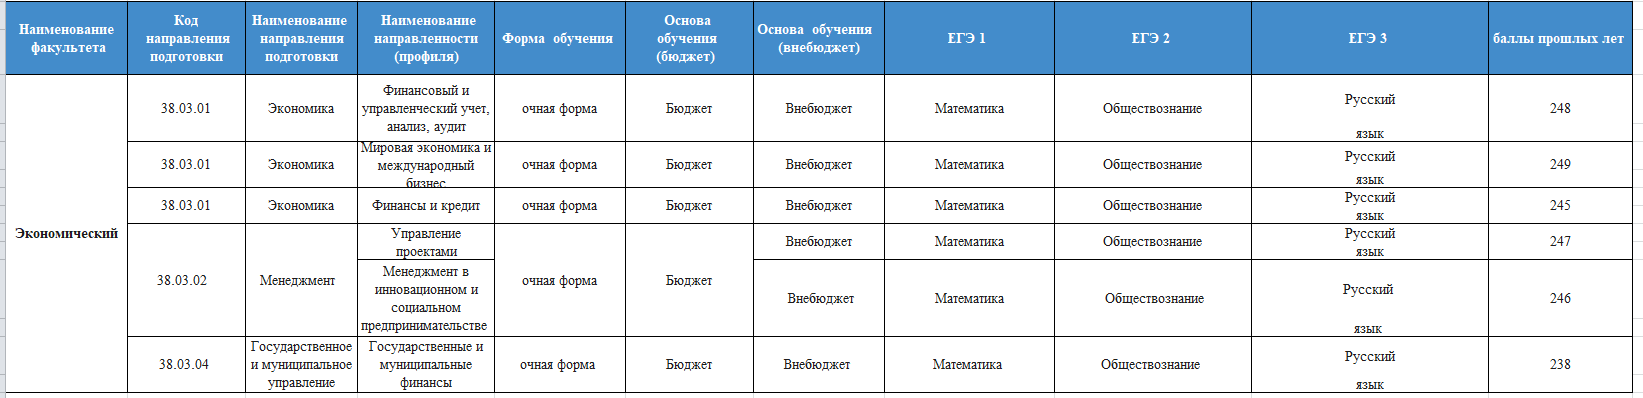 Наименование
факультета
Код
направления
подготовки
Наименование
направления
подготовки
Наименование
направленности
(профиля)
Форма обучения
Основа
обучения
(бюджет)
Основа обучения
(внебюджет)
ЕГЭ 1
ЕГЭ 2
ЕГЭ 3
баллы прошлых лет
Экономический
38.03.01
Экономика
Финансовый и
управленческий учет,
анализ, аудит
очная форма
Бюджет
Внебюджет
Математика
Обществознание
Русский
язык
248
38.03.01
Экономика
Мировая экономика и
международный
бизнес
очная форма
Бюджет
Внебюджет
Математика
Обществознание
Русский
язык
249
38.03.01
Экономика
Финансы и кредит
очная форма
Бюджет
Внебюджет
Математика
Обществознание
Русский
язык
245
38.03.02
Менеджмент
Управление
проектами
очная форма
Бюджет
Внебюджет
Математика
Обществознание
Русский
язык
247
Менеджмент в
инновационном и
социальном
предпринимательстве
Внебюджет
Математика
Обществознание
Русский
язык
246
38.03.04
Государственное
и муниципальное
управление
Государственные и
муниципальные
финансы
очная форма
Бюджет
Внебюджет
Математика
Обществознание
Русский
язык
238